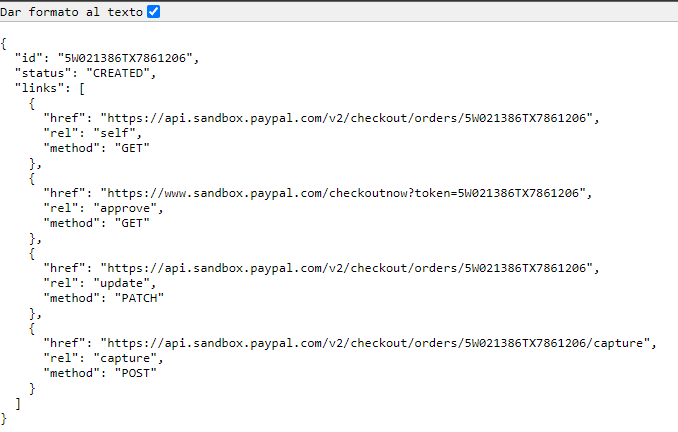 Dar formato al texto
{
  "id": "5W021386TX7861206",
  "status": "CREATED",
  "links": [
    {
      "href": "https://api.sandbox.paypal.com/v2/checkout/orders/5W021386TX7861206",
      "rel": "self",
      "method": "GET"
    },
    {
      "href": "https://www.sandbox.paypal.com/checkoutnow?token=5W021386TX7861206",
      "rel": "approve",
      "method": "GET"
    },
    {
      "href": "https://api.sandbox.paypal.com/v2/checkout/orders/5W021386TX7861206",
      "rel": "update",
      "method": "PATCH"
    },
    {
      "href": "https://api.sandbox.paypal.com/v2/checkout/orders/5W021386TX7861206/capture",
      "rel": "capture",
      "method": "POST"
    }
  ]
}